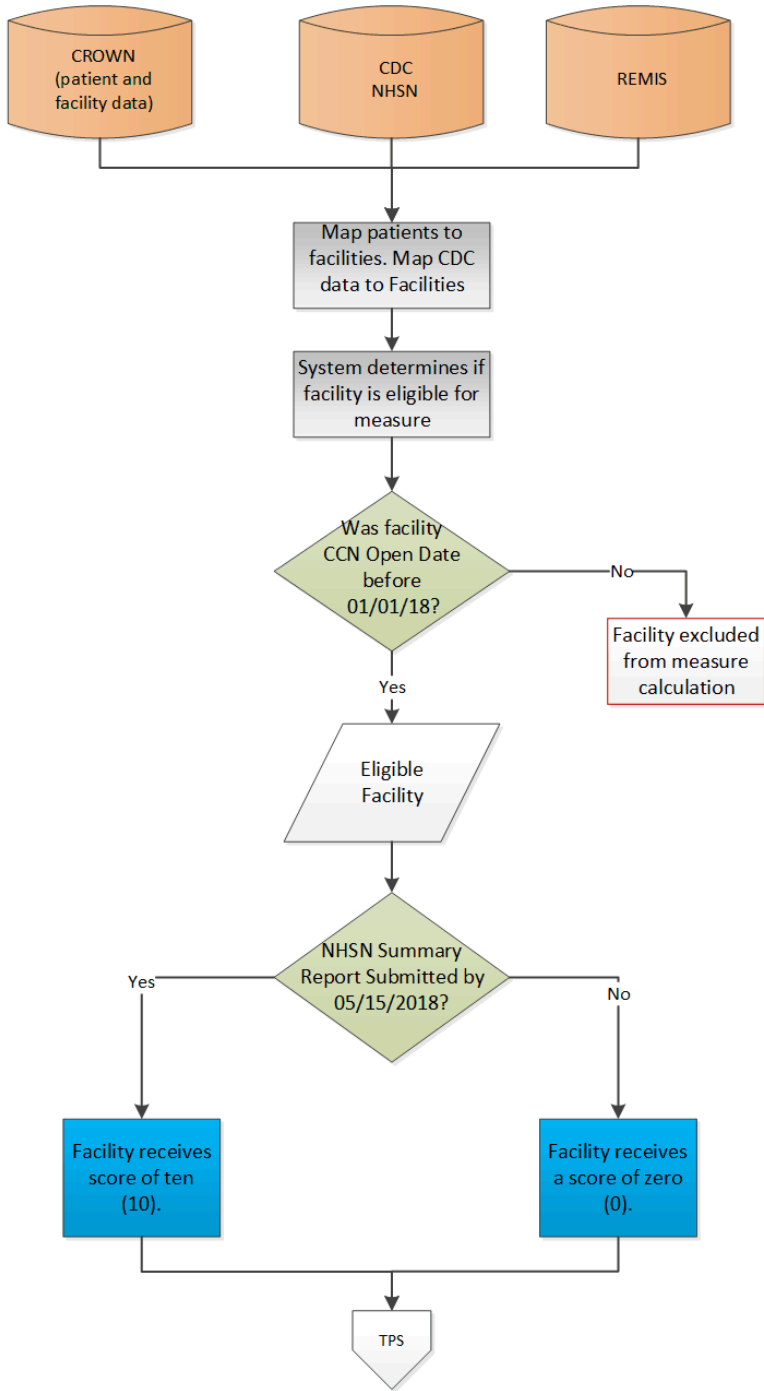 CROWN
(patient and
facility data)
CDC
NHSN
REMIS
Map patients to
facilities. Map CDC
data to Facilities
System determines if
facility is eligible for
measure
Was facility
CCN Open Date
before
01/01/18?
No
Facility excluded
from measure
calculation
Yes
Eligible
Facility
NHSN Summary
Report Submitted by
05/15/2018?
Yes
No
Facility receives
score of ten
(10).
Facility receives
a score of zero
(0).
TPS